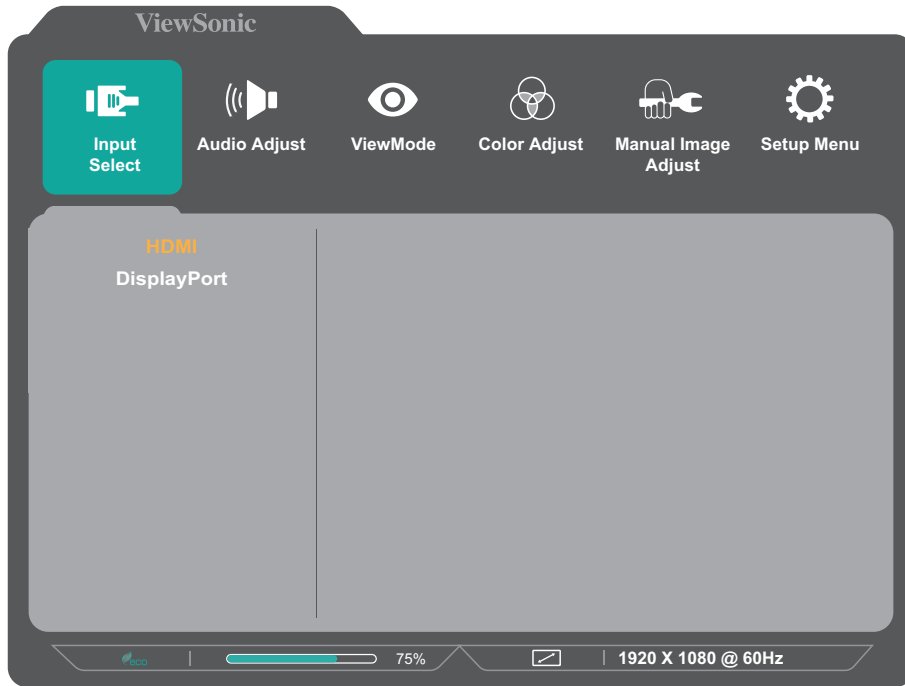 ViewSonic
Input
Select
Audio Adjust
ViewMode
Color Adjust
Manual Image
Adjust
Setup Menu
HDMI
DisplayPort
eco
75%
1920 X 1080 @ 60Hz